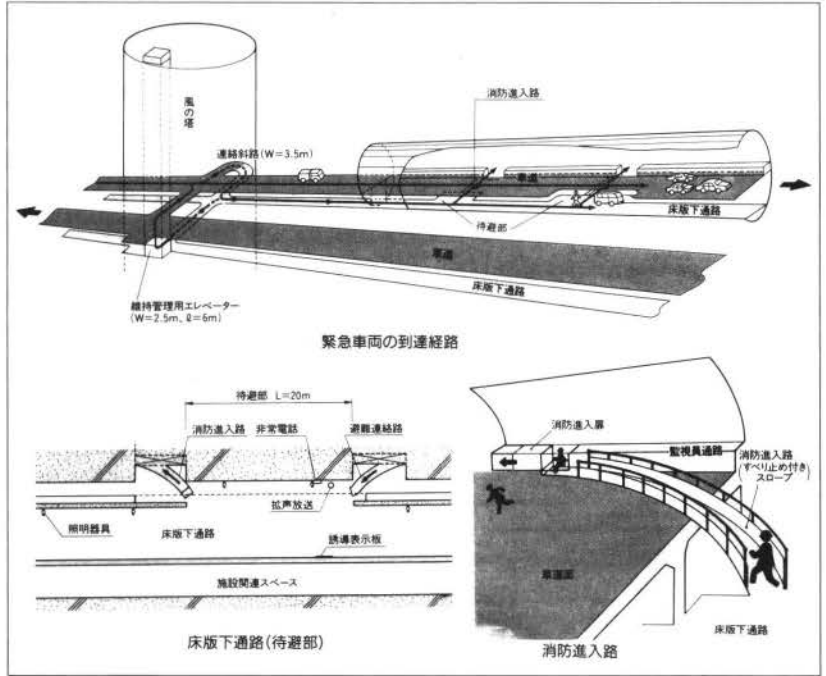 風の塔
消防進入路
連絡斜路(W=3.5m)
車道
床版下通路
待避部
車道
床版下通路
維持管理用エレベーター
(W=2.5m、ℓ=6m)
緊急車両の到達経路
待避部 L=20m
消防進入路
非常電話
避難連絡路
拡声放送
照明器具
床版下通路
誘導表示板
施設関連スペース
床版下通路(待避部)
消防進入扉
監視員通路
消防進入路
(すべり止め付き)
スロープ
車道面
床版下通路
消防進入路